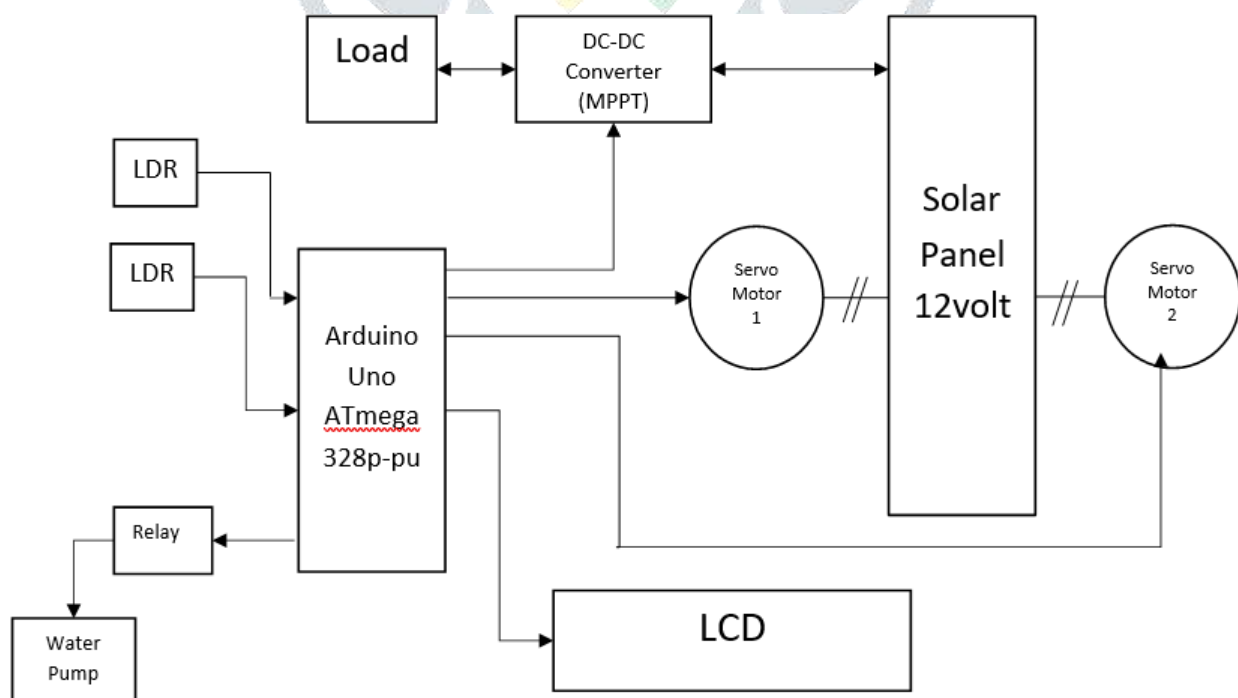 Load
DC-DC
Converter
(MPPT)
LDR
LDR
Arduino
Uno
ATmega
328p-pu
Servo
Motor
1
Solar
Panel
12volt
Servo
Motor
2
Relay
Water
Pump
LCD